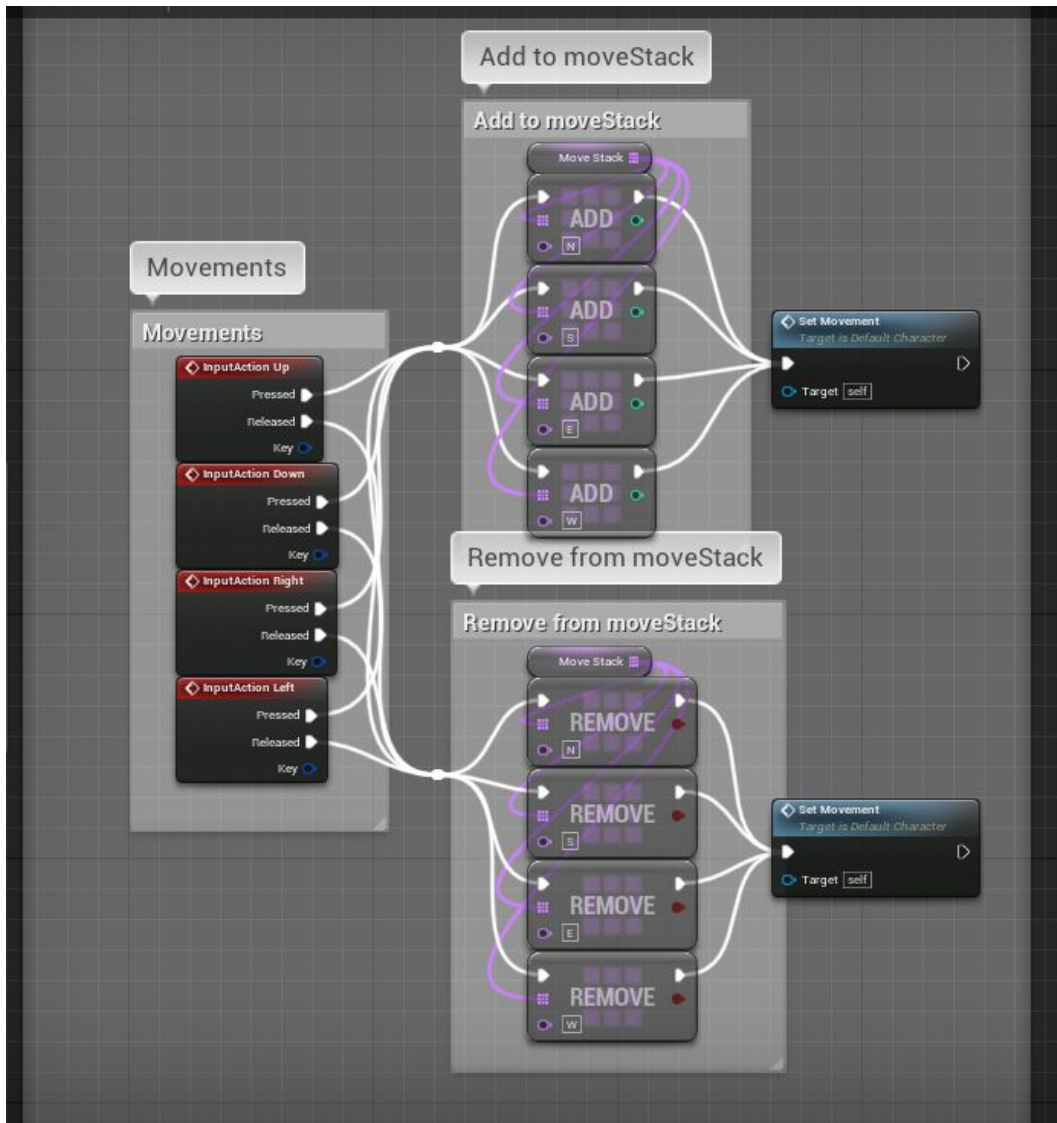 Add to moveStack
Add to moveStack
Move Stack
ADD
N
ADD
S
ADD
E
ADD
W
Set Movement
Target is Default Character
Target self
Movements
Movements
InputAction Up
Pressed
Released
Key
InputAction Down
Pressed
Released
Key
InputAction Right
Pressed
Released
Key
InputAction Left
Pressed
Released
Key
Remove from moveStack
Remove from moveStack
Move Stack
REMOVE
N
REMOVE
S
REMOVE
E
REMOVE
W
Set Movement
Target is Default Character
Target self